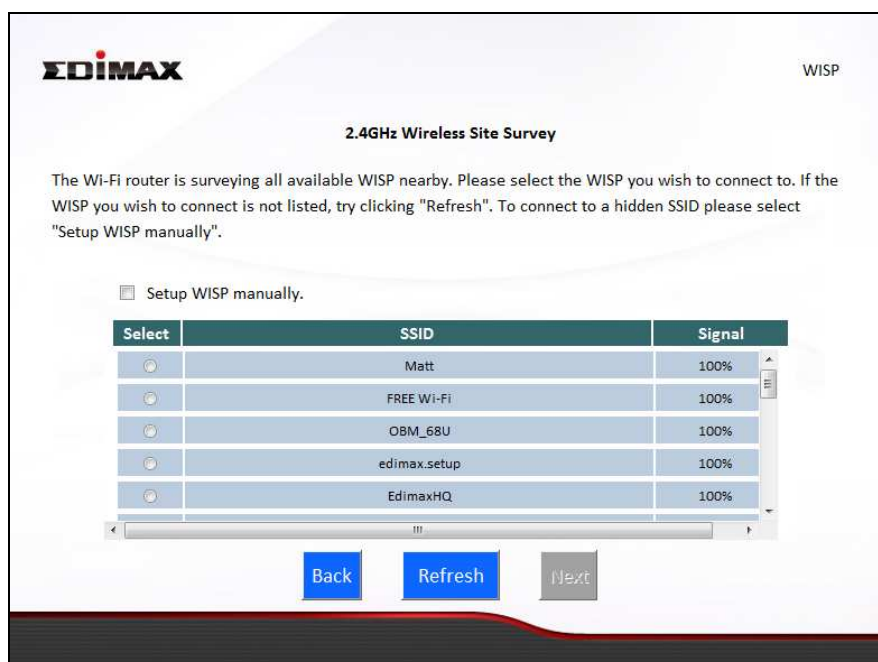 EDIMAX
WISP
2.4GHz Wireless Site Survey
The Wi-Fi router is surveying all available WISP nearby. Please select the WISP you wish to connect to. If the
WISP you wish to connect is not listed, try clicking "Refresh". To connect to a hidden SSID please select
"Setup WISP manually".
Setup WISP manually.
Select SSID Signal
Matt 100%
FREE Wi-Fi 100%
OBM_68U 100%
edimax.setup 100%
EdimaxHQ 100%
Back Refresh Next